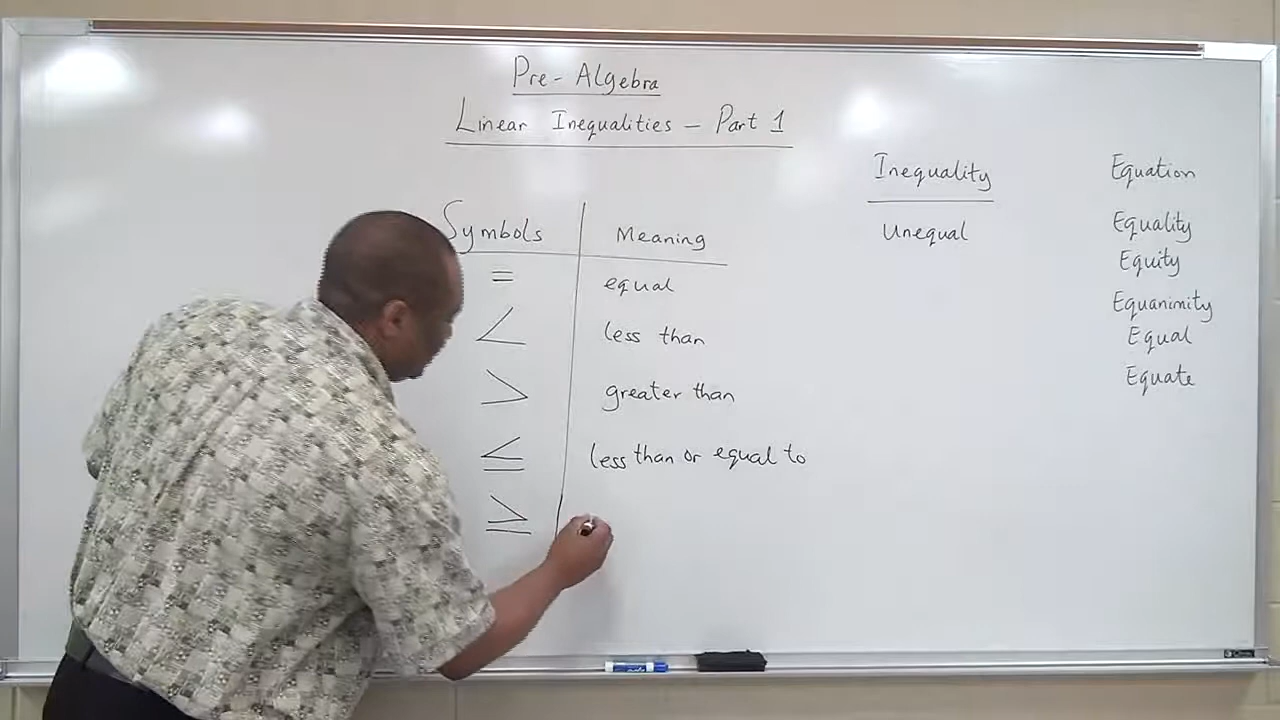 Pre-Algebra
Linear Inequalities - Part 1
Symbols Meaning
= equal
< less than
> greater than
≤ less than or equal to
≥
Inequality
Unequal
Equation
Equality
Equity
Equanimity
Equal
Equate